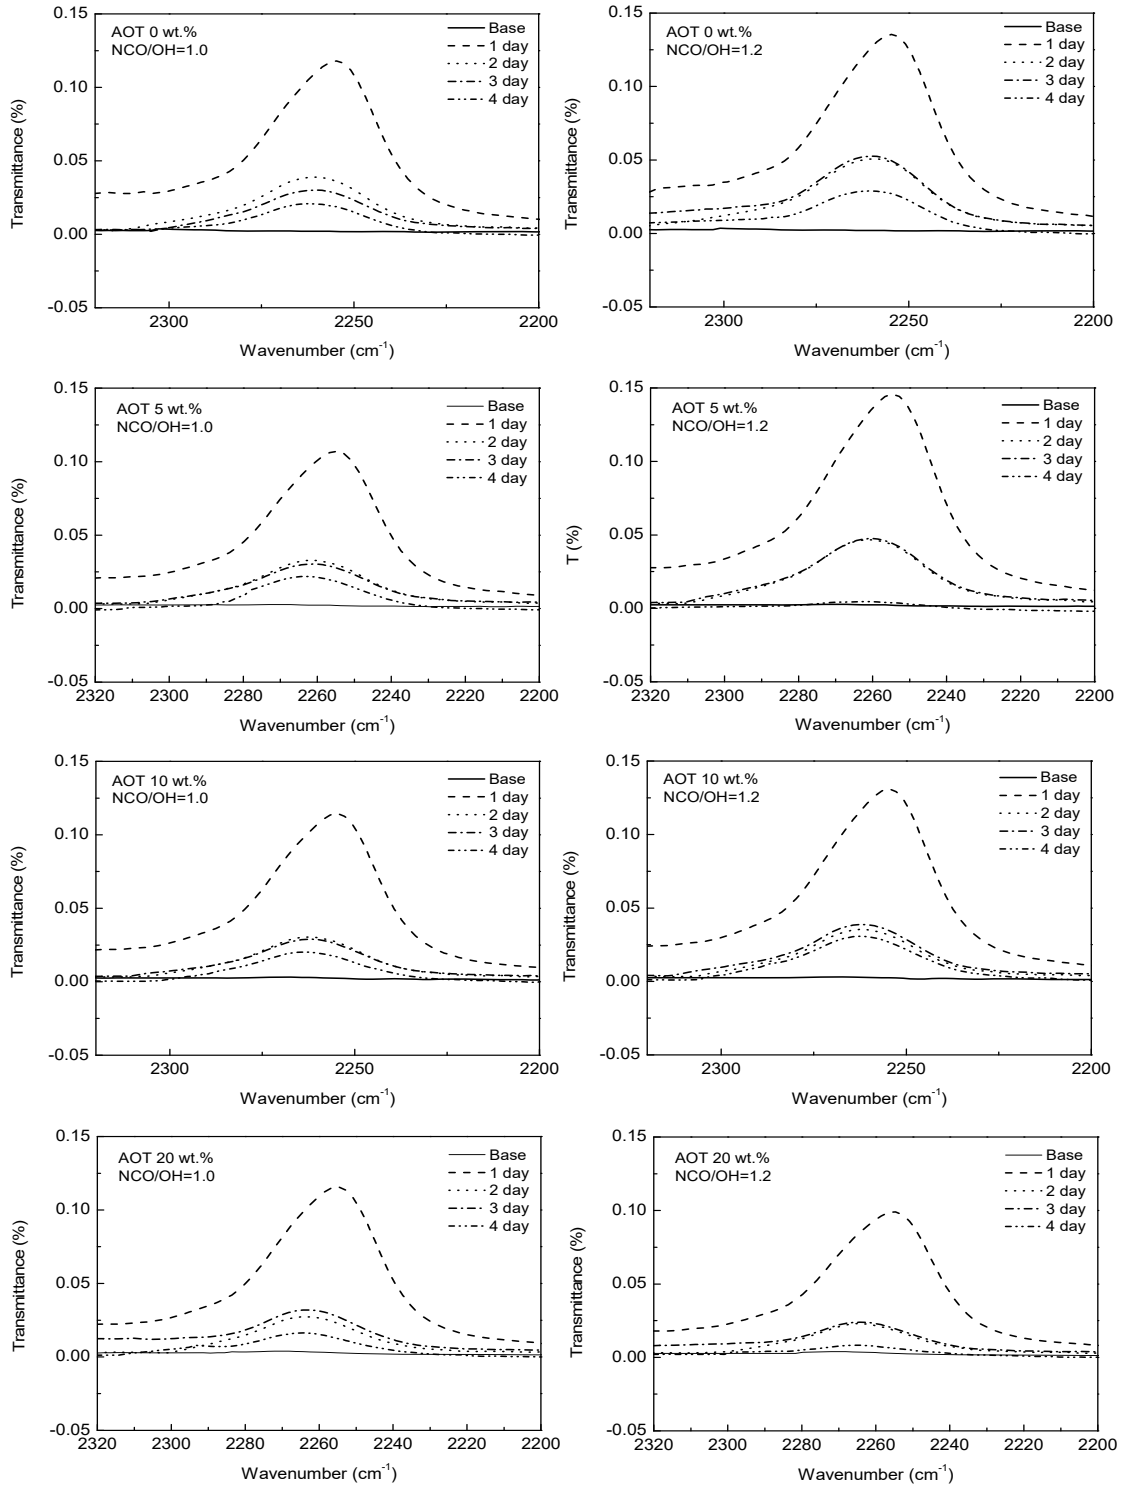 0.15
0.10
0.05
0.00
-0.05
Transmittance (%)
AOT 0 wt.%
NCO/OH=1.0
Base
1 day
2 day
3 day
4 day
2300
2250
2200
Wavenumber (cm-1)
0.15
0.10
0.05
0.00
-0.05
Transmittance (%)
AOT 0 wt.%
NCO/OH=1.2
Base
1 day
2 day
3 day
4 day
2300
2250
2200
Wavenumber (cm-1)
0.15
0.10
0.05
0.00
-0.05
Transmittance (%)
AOT 5 wt.%
NCO/OH=1.0
Base
1 day
2 day
3 day
4 day
2320 2300 2280 2260 2240 2220 2200
Wavenumber (cm-1)
0.15
0.10
0.05
0.00
-0.05
T (%)
AOT 5 wt.%
NCO/OH=1.2
Base
1 day
2 day
3 day
4 day
2320 2300 2280 2260 2240 2220 2200
Wavenumber (cm-1)
0.15
0.10
0.05
0.00
-0.05
Transmittance (%)
AOT 10 wt.%
NCO/OH=1.0
Base
1 day
2 day
3 day
4 day
2300
2250
2200
Wavenumber (cm-1)
0.15
0.10
0.05
0.00
-0.05
Transmittance (%)
AOT 10 wt.%
NCO/OH=1.2
Base
1 day
2 day
3 day
4 day
2300
2250
2200
Wavenumber (cm-1)
0.15
0.10
0.05
0.00
-0.05
Transmittance (%)
AOT 20 wt.%
NCO/OH=1.0
Base
1 day
2 day
3 day
4 day
2320 2300 2280 2260 2240 2220 2200
Wavenumber (cm-1)
0.15
0.10
0.05
0.00
-0.05
Transmittance (%)
AOT 20 wt.%
NCO/OH=1.2
Base
1 day
2 day
3 day
4 day
2320 2300 2280 2260 2240 2220 2200
Wavenumber (cm-1)